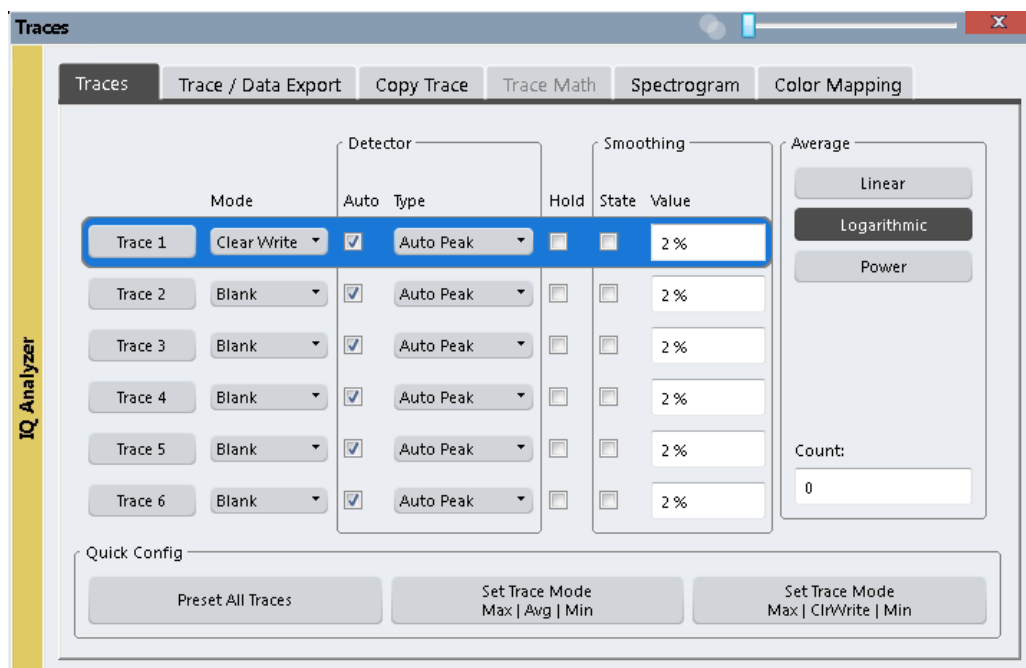 Traces
x
IQ Analyzer
Traces Trace / Data Export Copy Trace Trace Math Spectrogram Color Mapping
Detector Smoothing Average
Mode Auto Type Hold State Value
Linear
Trace 1 Clear Write Auto Peak 2 % Logarithmic
Power
Trace 2 Blank Auto Peak 2 %
Trace 3 Blank Auto Peak 2 %
Trace 4 Blank Auto Peak 2 %
Trace 5 Blank Auto Peak 2 % Count:
Trace 6 Blank Auto Peak 2 % 0
Quick Config
Preset All Traces
Set Trace Mode
Max | Avg | Min
Set Trace Mode
Max | ClrWrite | Min